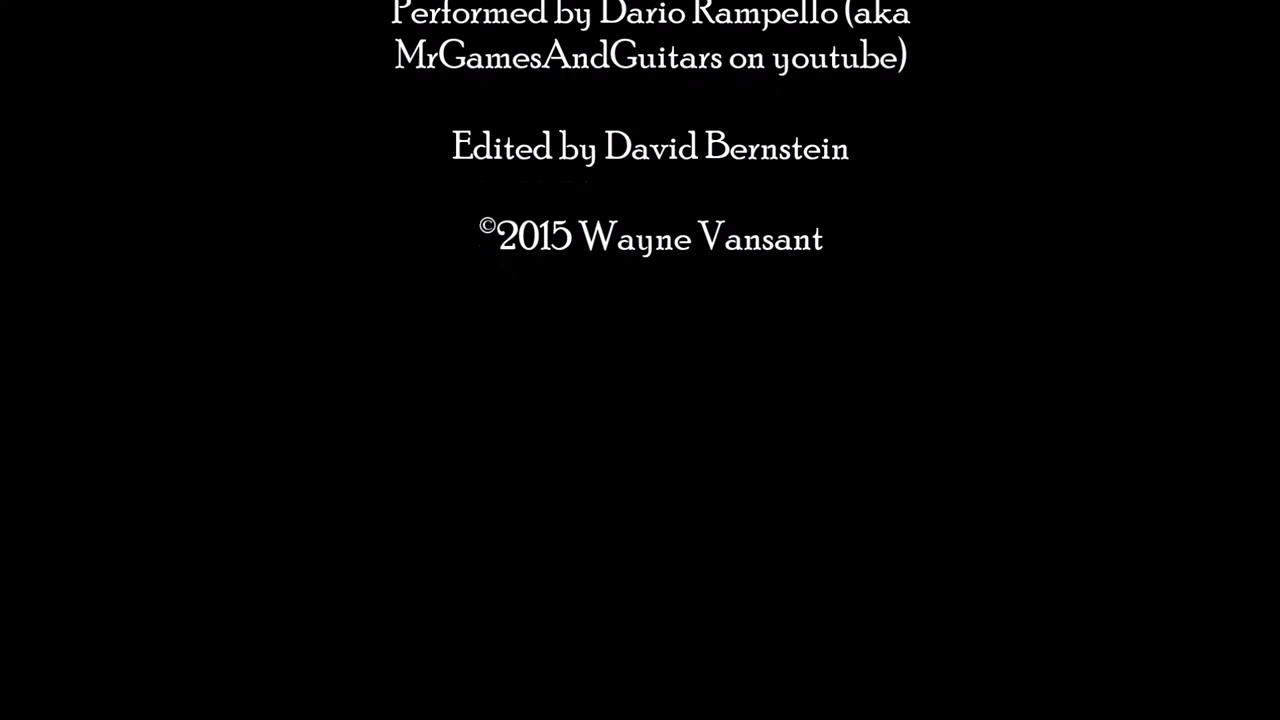 Performed by Dario Rampello (aka
MrGamesAndGuitars on youtube)
Edited by David Bernstein
©2015 Wayne Vansant